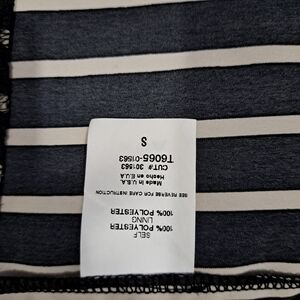 SELF
100% POLYESTER
LINING
100% POLYESTER
SEE REVERSE FOR CARE INSTRUCTION
Made in U.S.A.
Hecho en E.U.A
CUT# 301563
T6065-01563
S